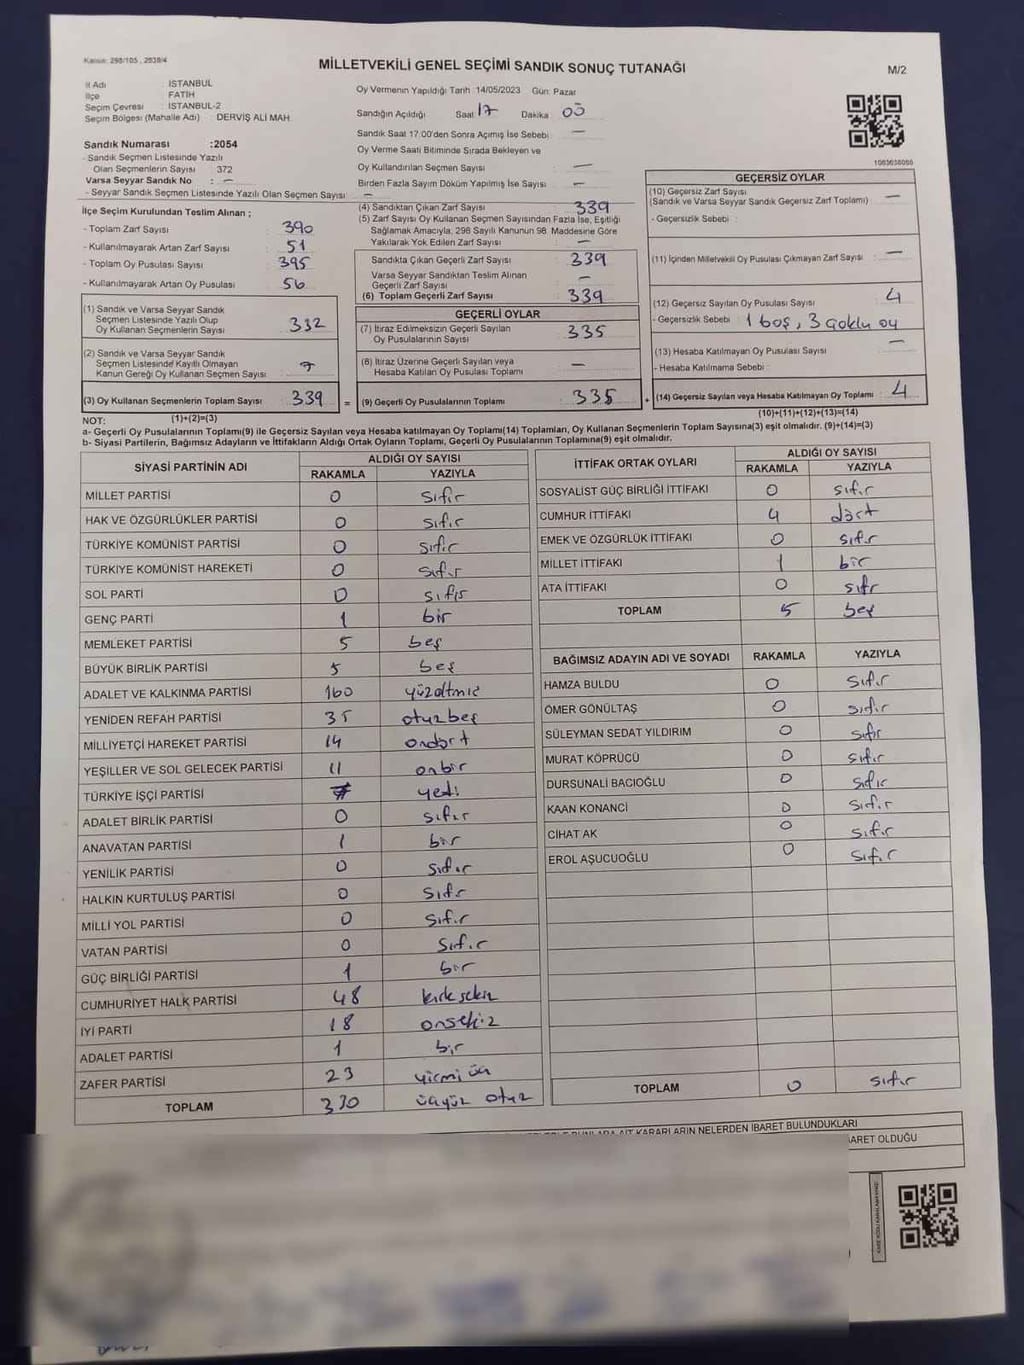 Kanun: 298/105 , 2839/4
MİLLETVEKİLİ GENEL SEÇİMİ SANDIK SONUÇ TUTANAĞI
M/2
İl Adı : İSTANBUL
İlçe : FATİH
Seçim Çevresi : İSTANBUL-2
Seçim Bölgesi (Mahalle Adı) DERVİŞ ALİ MAH.
Sandık Numarası :2054
- Sandık Seçmen Listesinde Yazılı
Olan Seçmenlerin Sayısı 372
Varsa Seyyar Sandık No : -
- Seyyar Sandık Seçmen Listesinde Yazılı Olan Seçmen Sayısı: -
Oy Vermenin Yapıldığı Tarih :14/05/2023 Gün: Pazar
Sandığın Açıldığı Saat 17 Dakika 05
Sandık Saat 17:00'den Sonra Açımış İse Sebebi: -
Oy Verme Saati Bitiminde Sırada Bekleyen ve
Oy Kullandırılan Seçmen Sayısı -
Birden Fazla Sayım Döküm Yapılmış İse Sayısı -
İlçe Seçim Kurulundan Teslim Alınan ;
- Toplam Zarf Sayısı : 390
- Kullanılmayarak Artan Zarf Sayısı : 51
- Toplam Oy Pusulası Sayısı : 395
- Kullanılmayarak Artan Oy Pusulası : 56
(1) Sandık ve Varsa Seyyar Sandık
Seçmen Listesinde Yazılı Olup
Oy Kullanan Seçmenlerin Sayısı : 332
(2) Sandık ve Varsa Seyyar Sandık
Seçmen Listesinde Kayıtlı Olmayan
Kanun Gereği Oy Kullanan Seçmen Sayısı : 7
(3) Oy Kullanan Seçmenlerin Toplam Sayısı : 339 =
(4) Sandıktan Çıkan Zarf Sayısı : 339
(5) Zarf Sayısı Oy Kullanan Seçmen Sayısından Fazla İse, Eşitliği
Sağlamak Amacıyla, 298 Sayılı Kanunun 98. Maddesine Göre
Yakılarak Yok Edilen Zarf Sayısı : -
Sandıkta Çıkan Geçerli Zarf Sayısı : 339
Varsa Seyyar Sandıktan Teslim Alınan
Geçerli Zarf Sayısı : -
(6) Toplam Geçerli Zarf Sayısı : 339
GEÇERLİ OYLAR
(7) İtiraz Edilmeksizin Geçerli Sayılan
Oy Pusulalarının Sayısı : 335
(8) İtiraz Üzerine Geçerli Sayılan veya
Hesaba Katılan Oy Pusulası Toplamı : -
(9) Geçerli Oy Pusulalarının Toplamı : 335 +
1003638086
GEÇERSİZ OYLAR
(10) Geçersiz Zarf Sayısı
(Sandık ve Varsa Seyyar Sandık Geçersiz Zarf Toplamı) : -
- Geçersizlik Sebebi :
(11) İçinden Milletvekili Oy Pusulası Çıkmayan Zarf Sayısı : -
(12) Geçersiz Sayılan Oy Pusulası Sayısı : 4
- Geçersizlik Sebebi : 1 boş, 3 çoklu oy
(13) Hesaba Katılmayan Oy Pusulası Sayısı : -
- Hesaba Katılmama Sebebi :
(14) Geçersiz Sayılan veya Hesaba Katılmayan Oy Toplamı : 4
NOT: (1)+(2)=(3)
(10)+(11)+(12)+(13)=(14)
a- Geçerli Oy Pusulalarının Toplamı(9) ile Geçersiz Sayılan veya Hesaba katılmayan Oy Toplamı(14) Toplamları, Oy Kullanan Seçmenlerin Toplam Sayısına(3) eşit olmalıdır. (9)+(14)=(3)
b- Siyasi Partilerin, Bağımsız Adayların ve İttifakların Aldığı Ortak Oyların Toplamı, Geçerli Oy Pusulalarının Toplamına(9) eşit olmalıdır.
SİYASİ PARTİNİN ADI ALDIĞI OY SAYISI
RAKAMLA YAZIYLA
MİLLET PARTİSİ 0 sıfır
HAK VE ÖZGÜRLÜKLER PARTİSİ 0 sıfır
TÜRKİYE KOMÜNİST PARTİSİ 0 sıfır
TÜRKİYE KOMÜNİST HAREKETİ 0 sıfır
SOL PARTİ 0 sıfır
GENÇ PARTİ 1 bir
MEMLEKET PARTİSİ 5 beş
BÜYÜK BİRLİK PARTİSİ 5 beş
ADALET VE KALKINMA PARTİSİ 160 yüzaltmış
YENİDEN REFAH PARTİSİ 35 otuzbeş
MİLLİYETÇİ HAREKET PARTİSİ 14 ondört
YEŞİLLER VE SOL GELECEK PARTİSİ 11 onbir
TÜRKİYE İŞÇİ PARTİSİ 7 yedi
ADALET BİRLİK PARTİSİ 0 sıfır
ANAVATAN PARTİSİ 1 bir
YENİLİK PARTİSİ 0 sıfır
HALKIN KURTULUŞ PARTİSİ 0 sıfır
MİLLİ YOL PARTİSİ 0 sıfır
VATAN PARTİSİ 0 sıfır
GÜÇ BİRLİĞİ PARTİSİ 1 bir
CUMHURİYET HALK PARTİSİ 48 kırksekiz
İYİ PARTİ 18 onsekiz
ADALET PARTİSİ 1 bir
ZAFER PARTİSİ 23 yirmi üç
TOPLAM 330 üçyüz otuz
İTTİFAK ORTAK OYLARI ALDIĞI OY SAYISI
RAKAMLA YAZIYLA
SOSYALİST GÜÇ BİRLİĞİ İTTİFAKI 0 sıfır
CUMHUR İTTİFAKI 4 dört
EMEK VE ÖZGÜRLÜK İTTİFAKI 0 sıfır
MİLLET İTTİFAKI 1 bir
ATA İTTİFAKI 0 sıfır
TOPLAM 5 beş
BAĞIMSIZ ADAYIN ADI VE SOYADI RAKAMLA YAZIYLA
HAMZA BULDU 0 sıfır
ÖMER GÖNÜLTAŞ 0 sıfır
SÜLEYMAN SEDAT YILDIRIM 0 sıfır
MURAT KÖPRÜCÜ 0 sıfır
DURSUNALİ BACIOĞLU 0 sıfır
KAAN KONANCİ 0 sıfır
CİHAT AK 0 sıfır
EROL AŞUCUOĞLU 0 sıfır
TOPLAM 0 sıfır
KARARLARIN NELERDEN İBARET BULUNDUKLARI
OLDUĞU